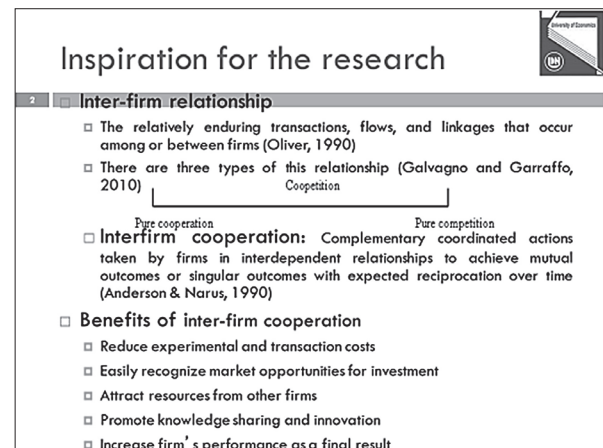 University of Economics
Inspiration for the research
2
Inter-firm relationship
The relatively enduring transactions, flows, and linkages that occur
among or between firms (Oliver, 1990)
There are three types of this relationship (Galvagno and Garraffo,
2010)
Coopetition
Pure cooperation
Pure competition
Interfirm cooperation: Complementary coordinated actions
taken by firms in interdependent relationships to achieve mutual
outcomes or singular outcomes with expected reciprocation over time
(Anderson & Narus, 1990)
Benefits of inter-firm cooperation
Reduce experimental and transaction costs
Easily recognize market opportunities for investment
Attract resources from other firms
Promote knowledge sharing and innovation
Increase firm's performance as a final result